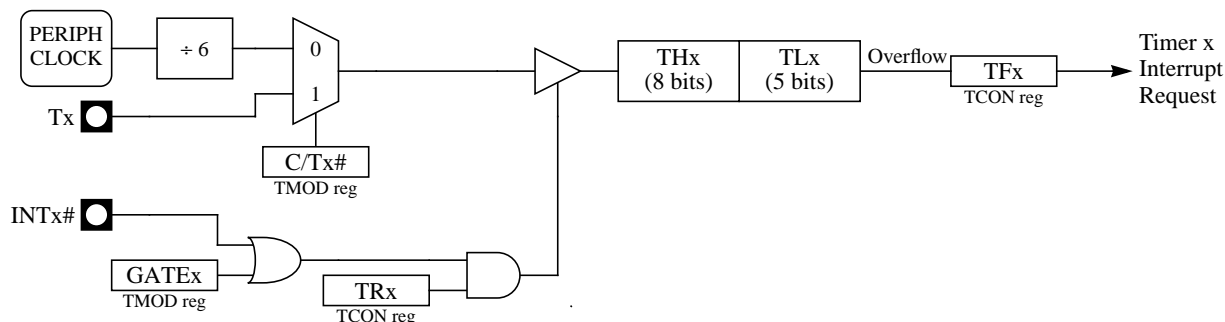 PERIPH
CLOCK
÷ 6
0
1
Tx
C/Tx#
TMOD reg
THx
(8 bits)
TLx
(5 bits)
Overflow
TFx
TCON reg
Timer x
Interrupt
Request
INTx#
GATEx
TMOD reg
TRx
TCON reg
.